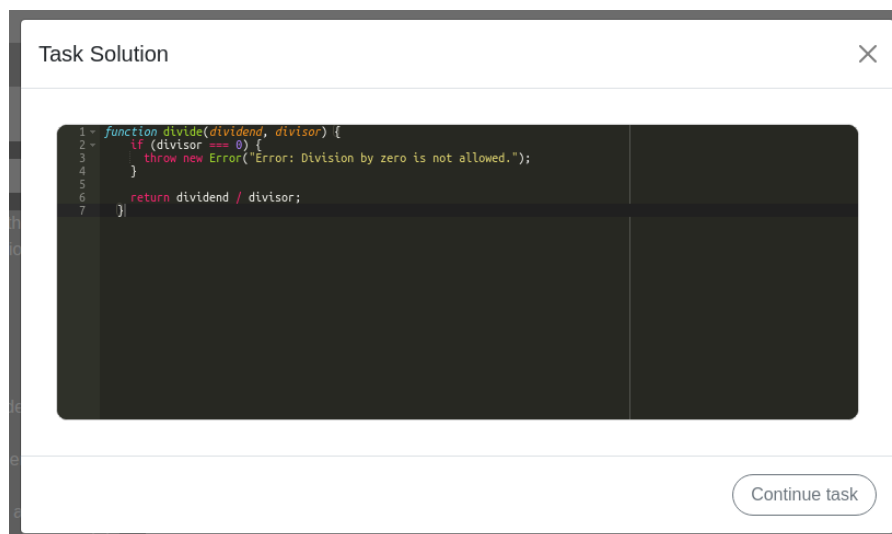 Task Solution
1 function divide(dividend, divisor) {
2 if (divisor === 0) {
3 throw new Error("Error: Division by zero is not allowed.");
4 }
5
6 return dividend / divisor;
7 }
Continue task